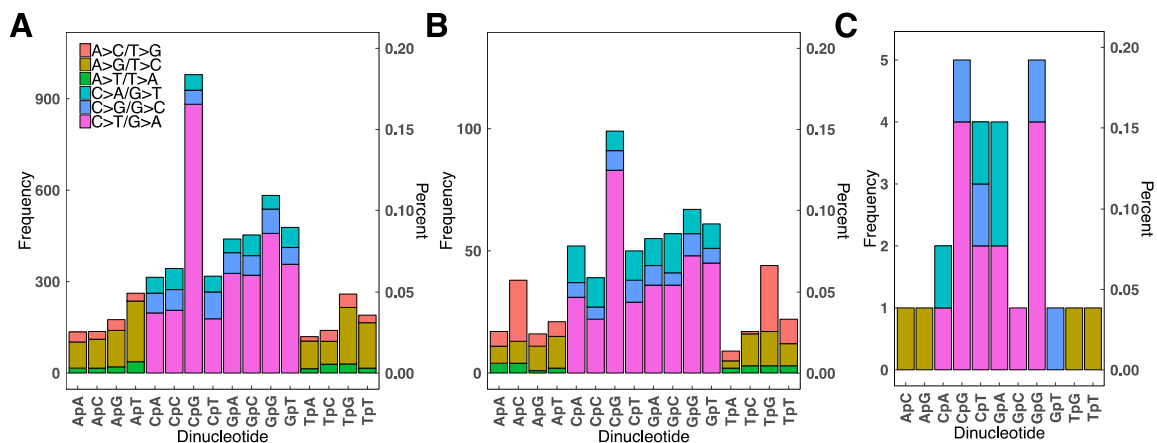 A
B
C
A>C/T>G
A>G/T>C
A>T/T>A
C>A/G>T
C>G/G>C
C>T/G>A
Frequency
900
600
300
0
0.20
0.15
0.10
0.05
0.00
Percent
ApA ApC ApG ApT CpA CpC CpG CpT GpA GpC GpG GpT TpA TpC TpG TpT
Dinucleotide
Frequency
100
50
0
0.20
0.15
0.10
0.05
0.00
Percent
ApA ApC ApG ApT CpA CpC CpG CpT GpA GpC GpG GpT TpA TpC TpG TpT
Dinucleotide
Frequency
5
4
3
2
1
0
0.20
0.15
0.10
0.05
0.00
Percent
ApC ApG CpA CpG CpT GpA GpC GpG GpT TpG TpT
Dinucleotide